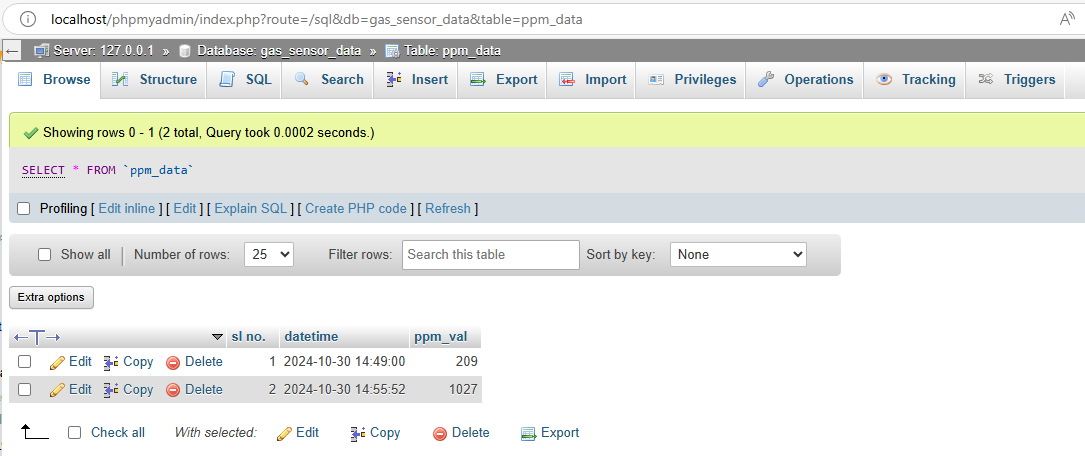 localhost/phpmyadmin/index.php?route=/sql&db=gas_sensor_data&table=ppm_data
Server: 127.0.0.1 » Database: gas_sensor_data » Table: ppm_data
Browse Structure SQL Search Insert Export Import Privileges Operations Tracking Triggers
Showing rows 0 - 1 (2 total, Query took 0.0002 seconds.)
SELECT * FROM `ppm_data`
Profiling [ Edit inline ] [ Edit ] [ Explain SQL ] [ Create PHP code ] [ Refresh ]
Show all Number of rows: 25 Filter rows: Search this table Sort by key: None
Extra options
sl no. datetime ppm_val
Edit Copy Delete 1 2024-10-30 14:49:00 209
Edit Copy Delete 2 2024-10-30 14:55:52 1027
Check all With selected: Edit Copy Delete Export